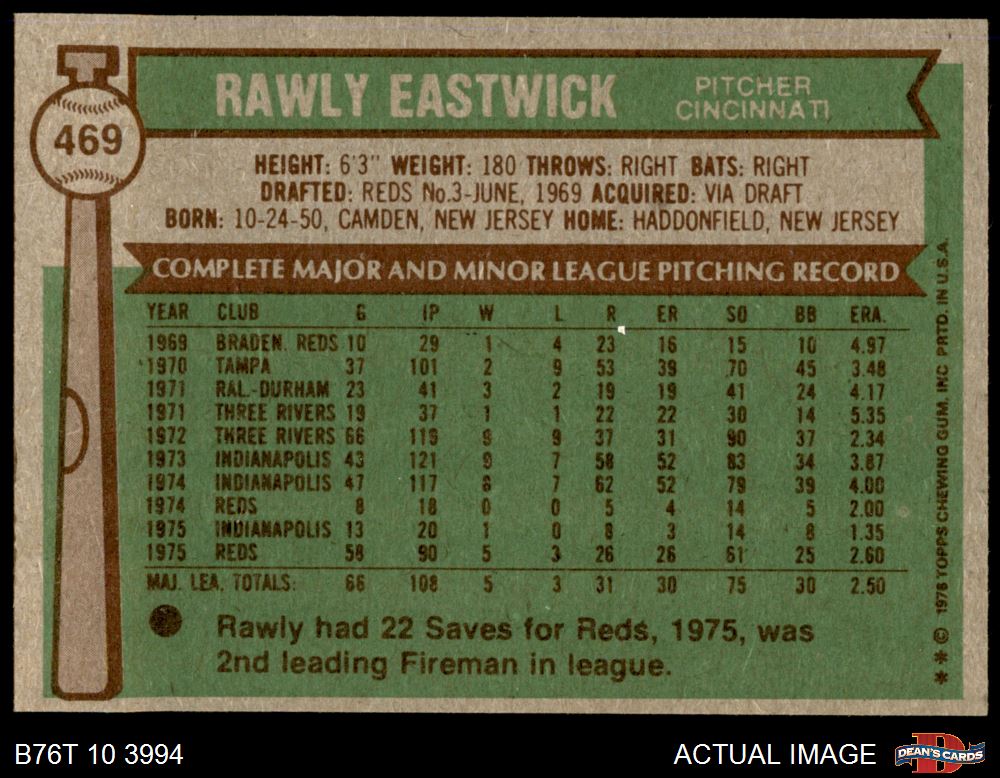 469
RAWLY EASTWICK
PITCHER
CINCINNATI
HEIGHT: 6'3" WEIGHT: 180 THROWS: RIGHT BATS: RIGHT
DRAFTED: REDS No.3-JUNE, 1969 ACQUIRED: VIA DRAFT
BORN: 10-24-50, CAMDEN, NEW JERSEY HOME: HADDONFIELD, NEW JERSEY
COMPLETE MAJOR AND MINOR LEAGUE PITCHING RECORD
YEAR CLUB G IP W L R ER SO BB ERA.
1969 BRADEN. REDS 10 29 1 4 23 16 15 10 4.97
1970 TAMPA 37 101 2 9 53 39 70 45 3.48
1971 RAL.-DURHAM 23 41 3 2 19 19 41 24 4.17
1971 THREE RIVERS 19 37 1 1 22 22 30 14 5.35
1972 THREE RIVERS 66 119 9 9 37 31 90 37 2.34
1973 INDIANAPOLIS 43 121 9 7 58 52 83 34 3.87
1974 INDIANAPOLIS 47 117 7 62 52 79 39 4.00
1974 REDS 8 18 0 0 5 4 14 5 2.00
1975 INDIANAPOLIS 13 20 1 0 8 3 14 8 1.35
1975 REDS 58 90 5 3 26 26 61 25 2.60
MAJ. LEA. TOTALS: 66 108 5 3 31 30 75 30 2.50
Rawly had 22 Saves for Reds, 1975, was
2nd leading Fireman in league.
* * © 1976 TOPPS CHEWING GUM, INC PRTD. IN U.S.A.
B76T 10 3994
ACTUAL IMAGE
DEAN'S CARDS